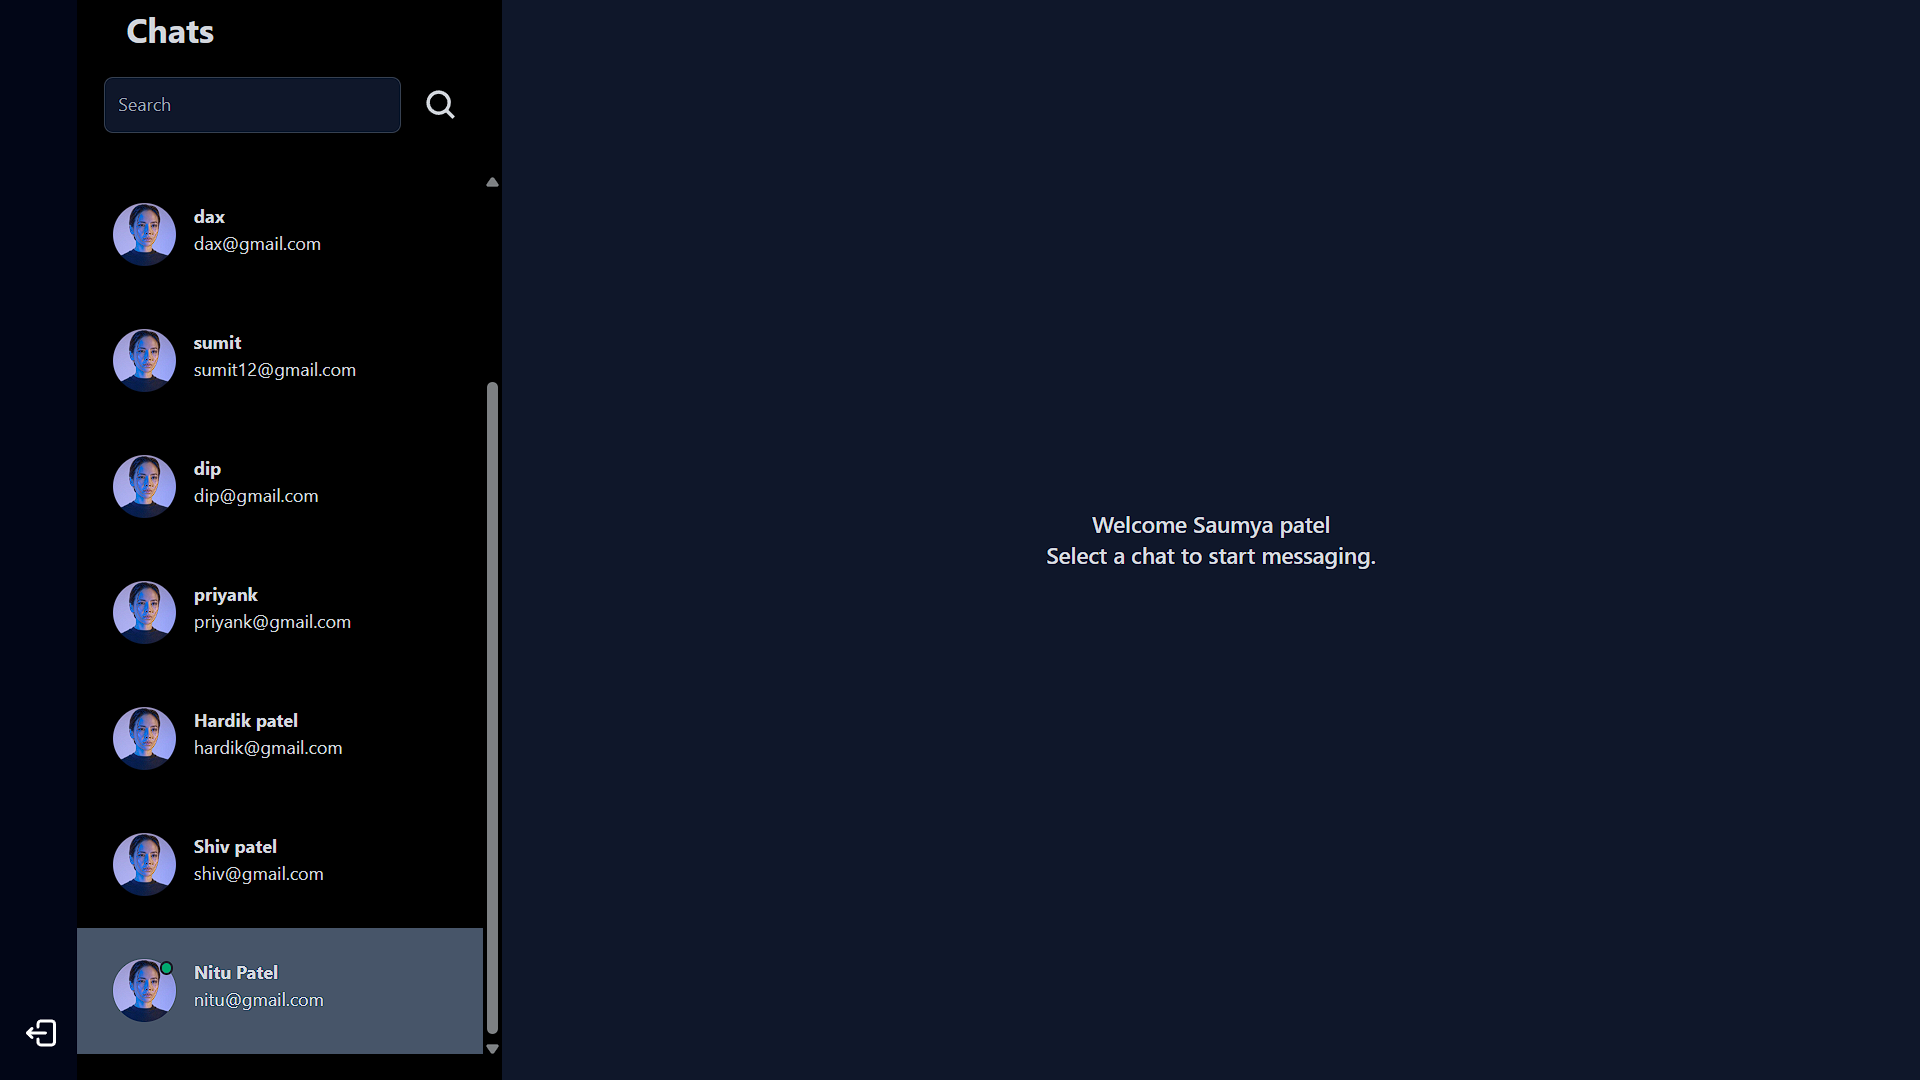 Chats
Search
dax
dax@gmail.com
sumit
sumit12@gmail.com
dip
dip@gmail.com
priyank
priyank@gmail.com
Hardik patel
hardik@gmail.com
Shiv patel
shiv@gmail.com
Nitu Patel
nitu@gmail.com
Welcome Saumya patel
Select a chat to start messaging.